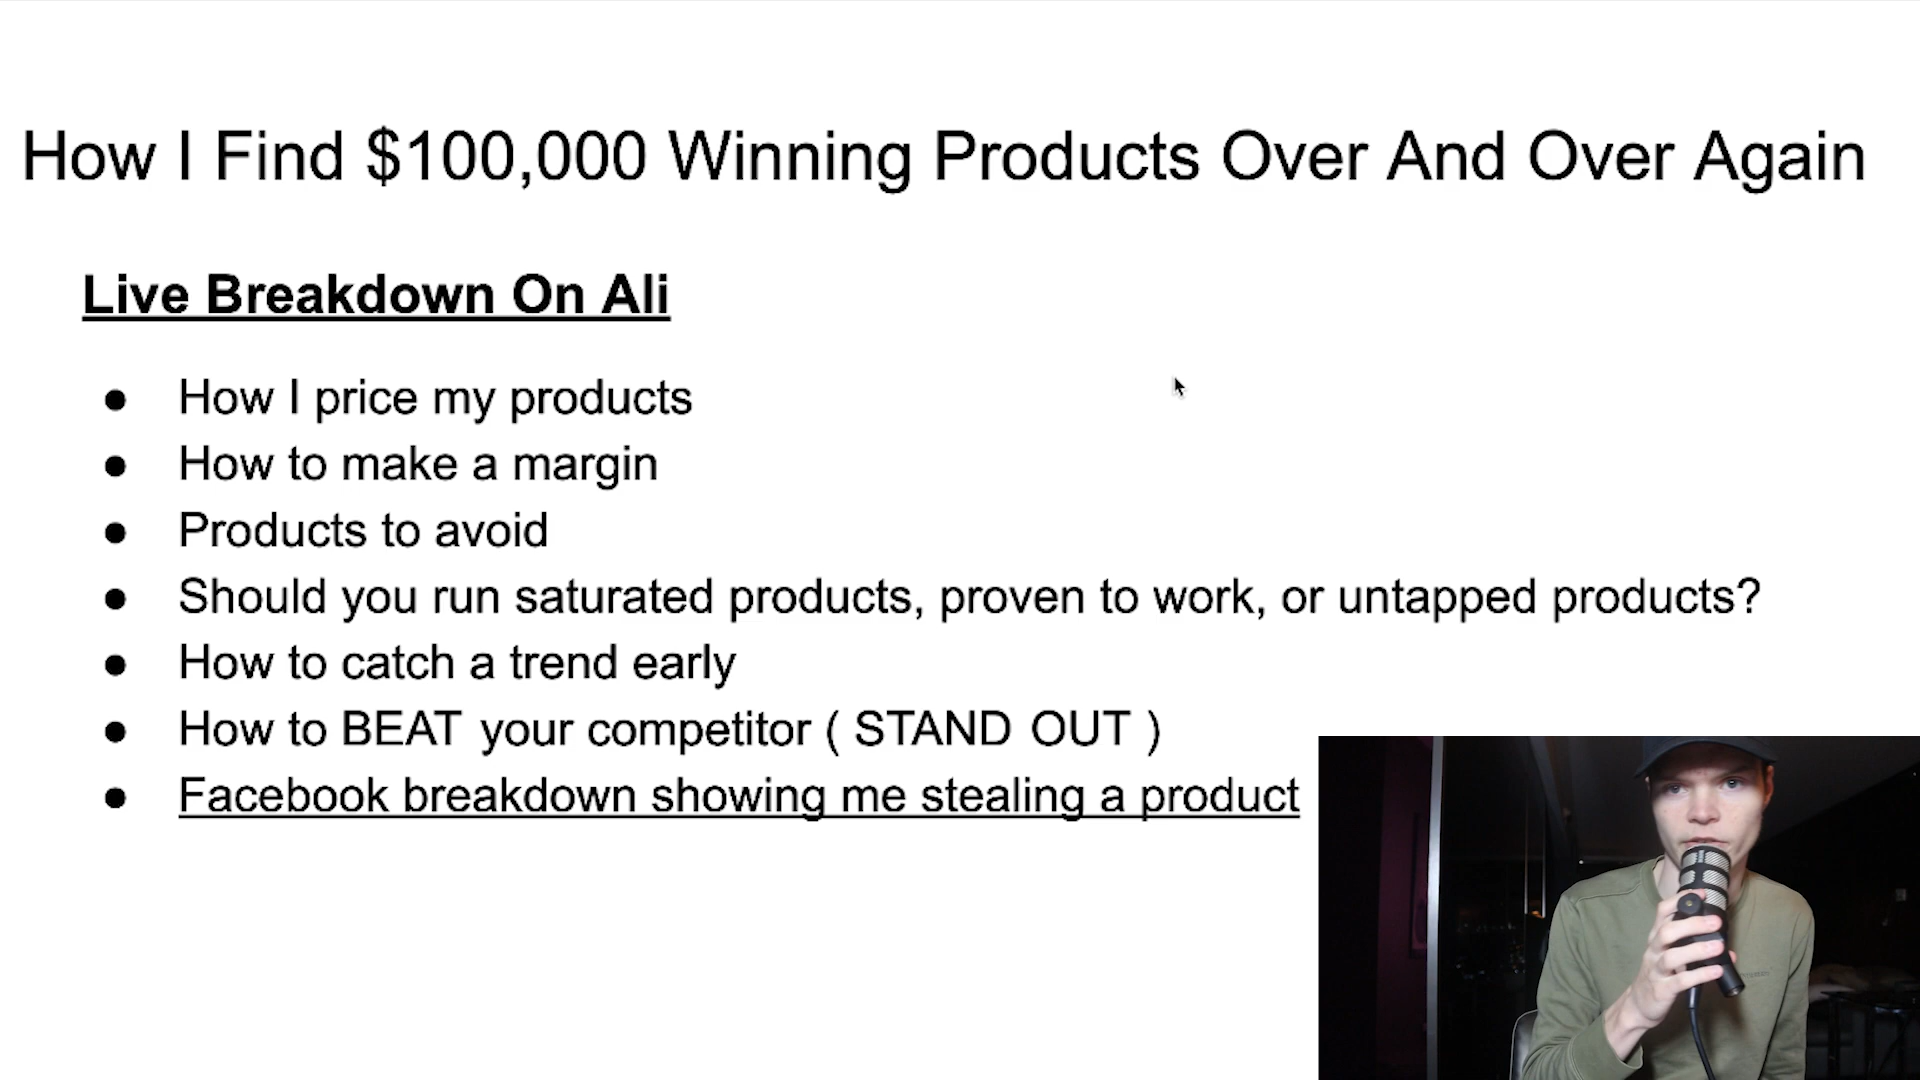 How I Find $100,000 Winning Products Over And Over Again
Live Breakdown On Ali
● How I price my products
● How to make a margin
● Products to avoid
● Should you run saturated products, proven to work, or untapped products?
● How to catch a trend early
● How to BEAT your competitor ( STAND OUT )
● Facebook breakdown showing me stealing a product